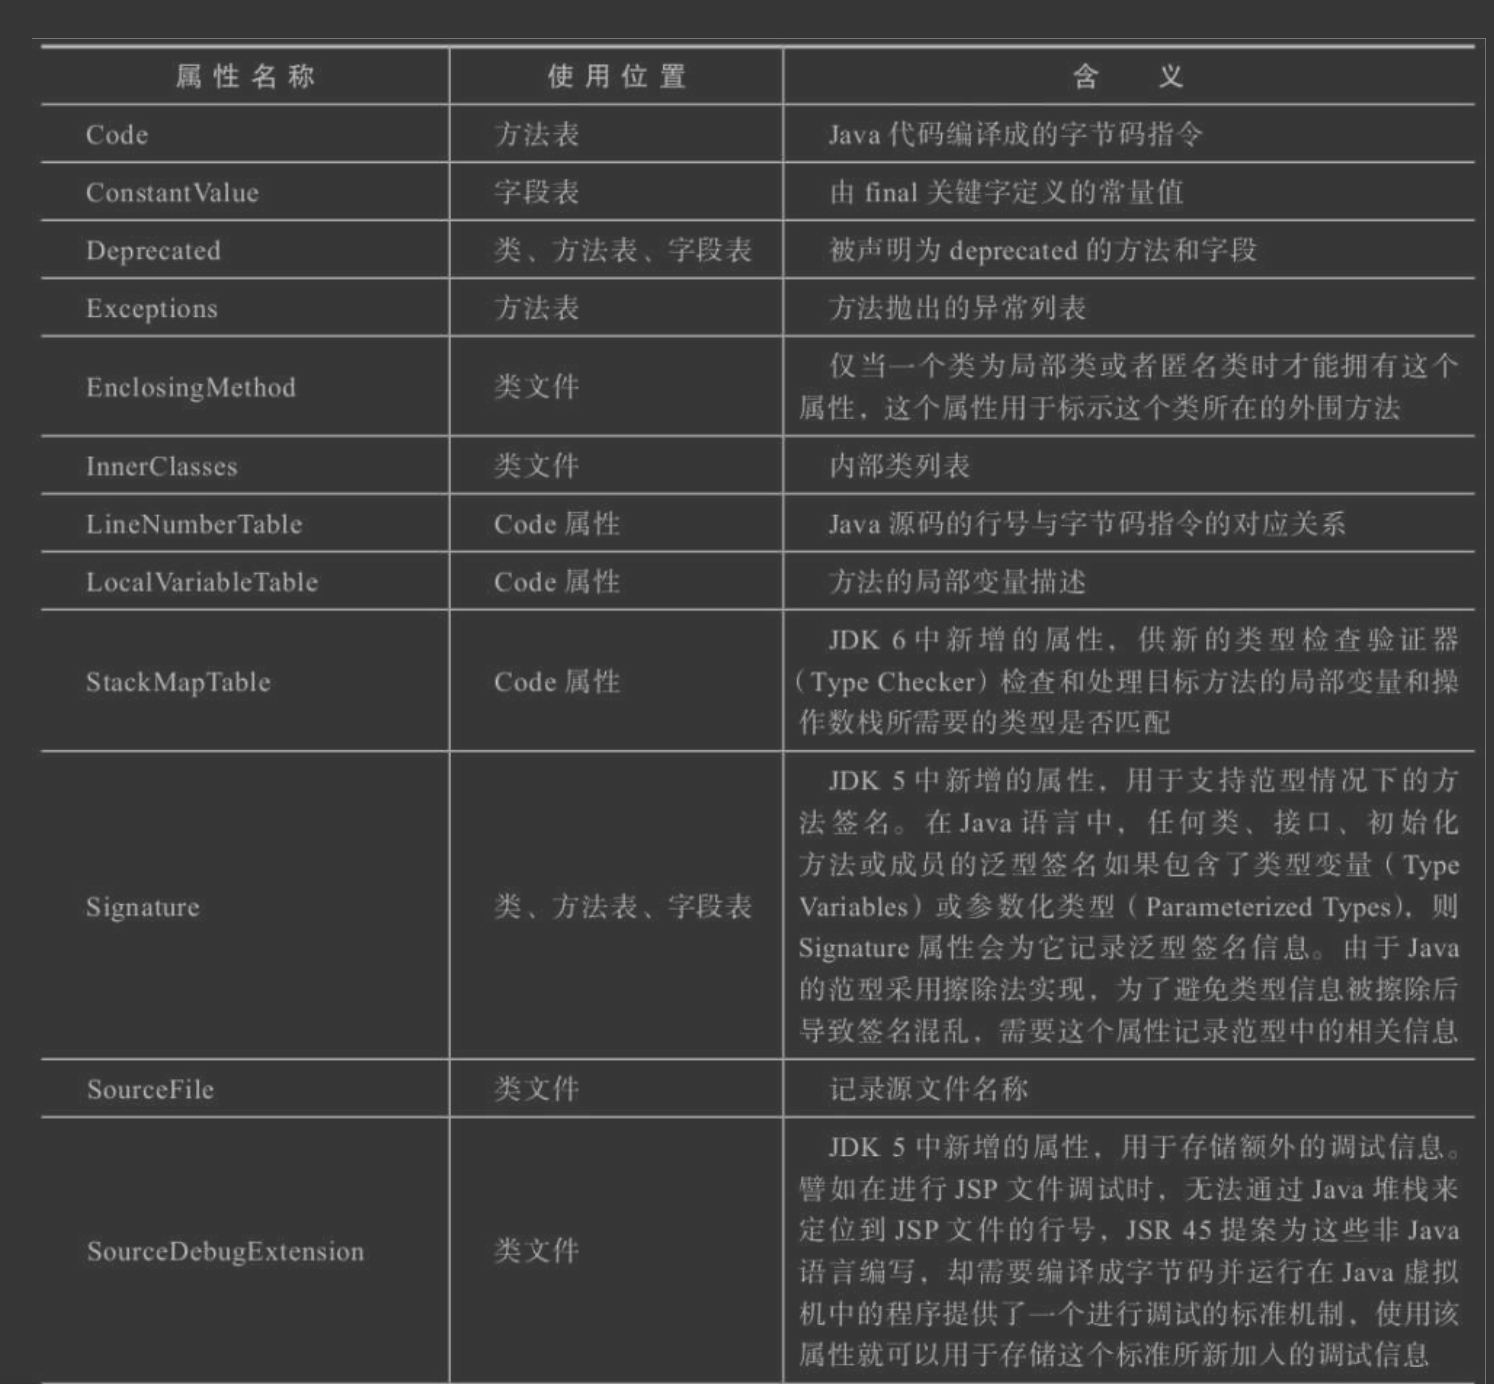 属性名称 使用位置 含 义
Code 方法表 Java 代码编译成的字节码指令
ConstantValue 字段表 由 final 关键字定义的常量值
Deprecated 类、方法表、字段表 被声明为 deprecated 的方法和字段
Exceptions 方法表 方法抛出的异常列表
EnclosingMethod 类文件 仅当一个类为局部类或者匿名类时才能拥有这个
属性，这个属性用于标示这个类所在的外围方法
InnerClasses 类文件 内部类列表
LineNumberTable Code 属性 Java 源码的行号与字节码指令的对应关系
LocalVariableTable Code 属性 方法的局部变量描述
StackMapTable Code 属性 JDK 6 中新增的属性，供新的类型检查验证器
（Type Checker）检查和处理目标方法的局部变量和操
作数栈所需要的类型是否匹配
Signature 类、方法表、字段表 JDK 5 中新增的属性，用于支持范型情况下的方
法签名。在 Java 语言中，任何类、接口、初始化
方法或成员的泛型签名如果包含了类型变量（Type
Variables）或参数化类型（Parameterized Types），则
Signature 属性会为它记录泛型签名信息。由于 Java
的范型采用擦除法实现，为了避免类型信息被擦除后
导致签名混乱，需要这个属性记录范型中的相关信息
SourceFile 类文件 记录源文件名称
SourceDebugExtension 类文件 JDK 5 中新增的属性，用于存储额外的调试信息。
譬如在进行 JSP 文件调试时，无法通过 Java 堆栈来
定位到 JSP 文件的行号，JSR 45 提案为这些非 Java
语言编写，却需要编译成字节码并运行在 Java 虚拟
机中的程序提供了一个进行调试的标准机制，使用该
属性就可以用于存储这个标准所新加入的调试信息